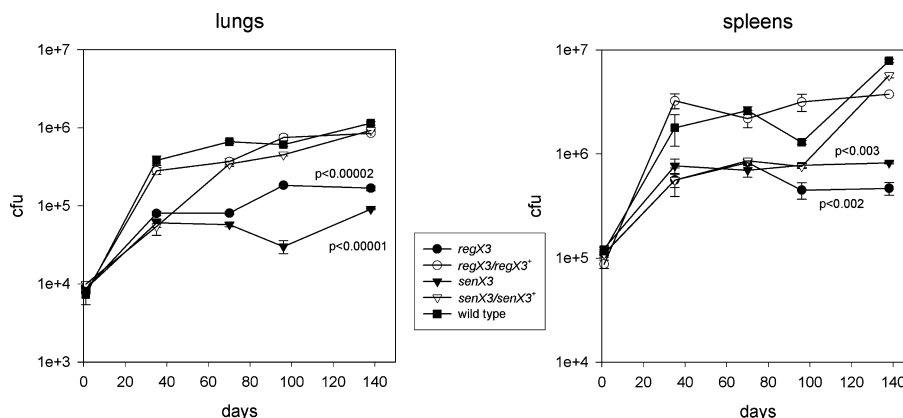 lungs
1e+7
1e+6
1e+5
1e+4
1e+3
cfu
p<0.00002
p<0.00001
0 20 40 60 80 100 120 140
days
regX3
regX3/regX3+
senX3
senX3/senX3+
wild type
spleens
1e+7
1e+6
1e+5
1e+4
cfu
p<0.003
p<0.002
0 20 40 60 80 100 120 140
days